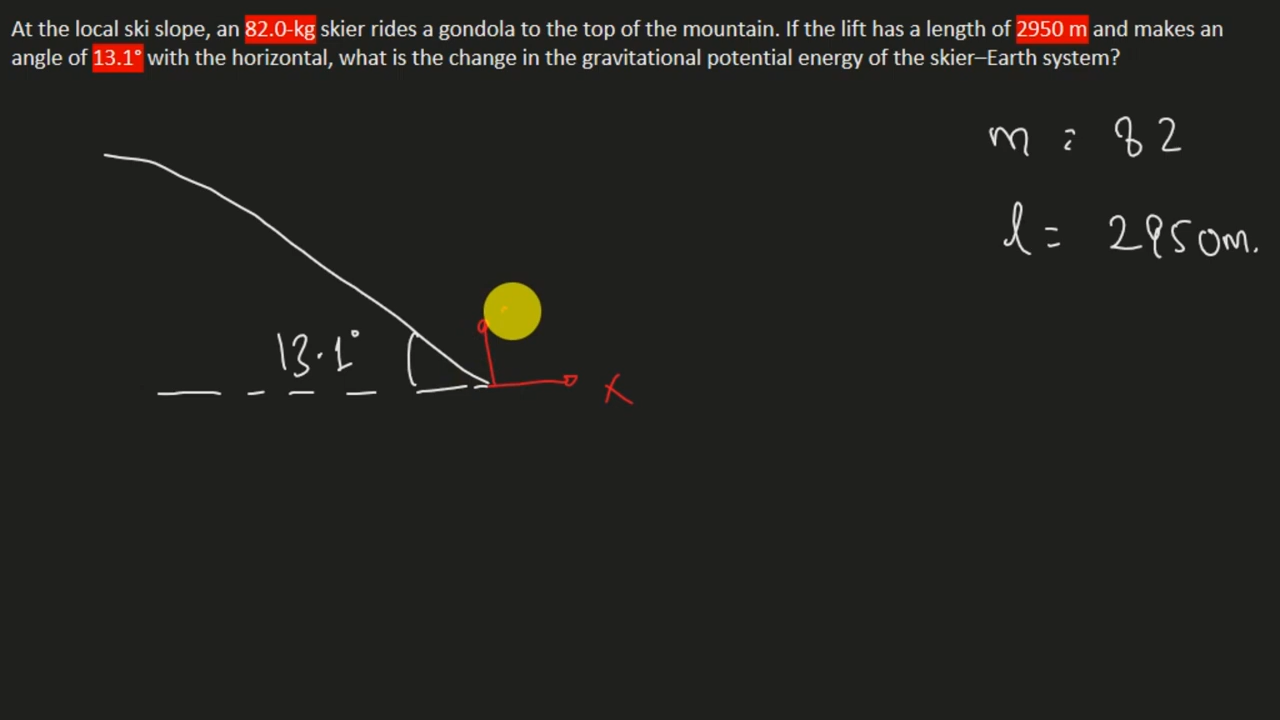 At the local ski slope, an 82.0-kg skier rides a gondola to the top of the mountain. If the lift has a length of 2950 m and makes an
angle of 13.1° with the horizontal, what is the change in the gravitational potential energy of the skier–Earth system?
m = 82
l = 2950m.
13.1°
x